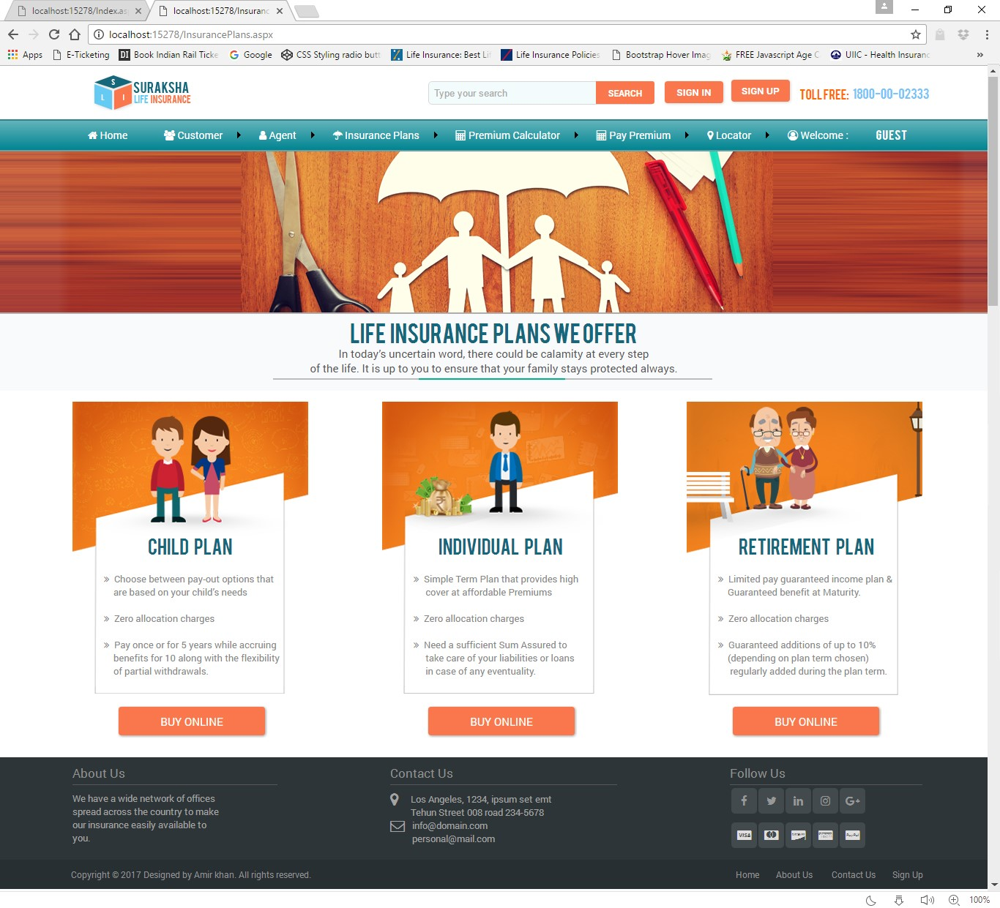 localhost:15278/Index.as
localhost:15278/Insuranc
localhost:15278/InsurancePlans.aspx
Apps
E-Ticketing
Book Indian Rail Ticke
Google
CSS Styling radio butt
Life Insurance: Best Li
Life Insurance Policies
Bootstrap Hover Imag
FREE Javascript Age C
UIIC - Health Insuranc
S
L
I
SURAKSHA
LIFE INSURANCE
Type your search
SEARCH
SIGN IN
SIGN UP
TOLL FREE: 1800-00-02333
Home
Customer
Agent
Insurance Plans
Premium Calculator
Pay Premium
Locator
Welcome :
GUEST
LIFE INSURANCE PLANS WE OFFER
In today's uncertain word, there could be calamity at every step
of the life. It is up to you to ensure that your family stays protected always.
CHILD PLAN
» Choose between pay-out options that
are based on your child's needs
» Zero allocation charges
» Pay once or for 5 years while accruing
benefits for 10 along with the flexibility
of partial withdrawals.
BUY ONLINE
INDIVIDUAL PLAN
» Simple Term Plan that provides high
cover at affordable Premiums
» Zero allocation charges
» Need a sufficient Sum Assured to
take care of your liabilities or loans
in case of any eventuality.
BUY ONLINE
RETIREMENT PLAN
» Limited pay guaranteed income plan &
Guaranteed benefit at Maturity.
» Zero allocation charges
» Guaranteed additions of up to 10%
(depending on plan term chosen)
regularly added during the plan term.
BUY ONLINE
About Us
We have a wide network of offices
spread across the country to make
our insurance easily available to
you.
Contact Us
Los Angeles, 1234, ipsum set emt
Tehun Street 008 road 234-5678
info@domain.com
personal@mail.com
Follow Us
VISA
PayPal
Copyright © 2017 Designed by Amir khan. All rights reserved.
Home
About Us
Contact Us
Sign Up
100%